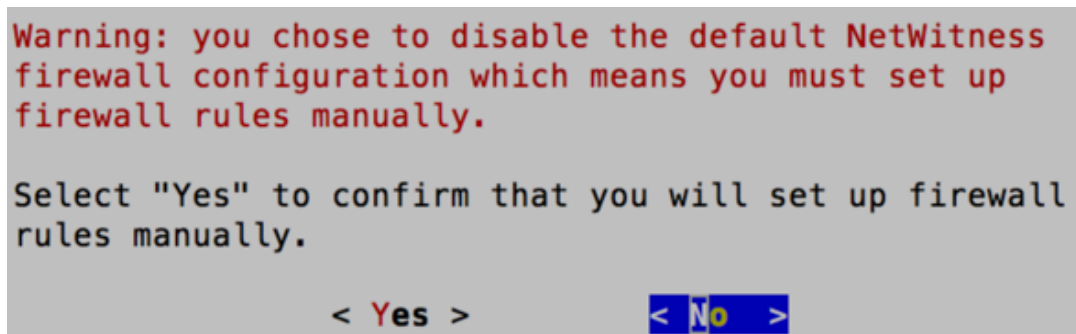 Warning: you chose to disable the default NetWitness
firewall configuration which means you must set up
firewall rules manually.
Select "Yes" to confirm that you will set up firewall
rules manually.
< Yes > < No >